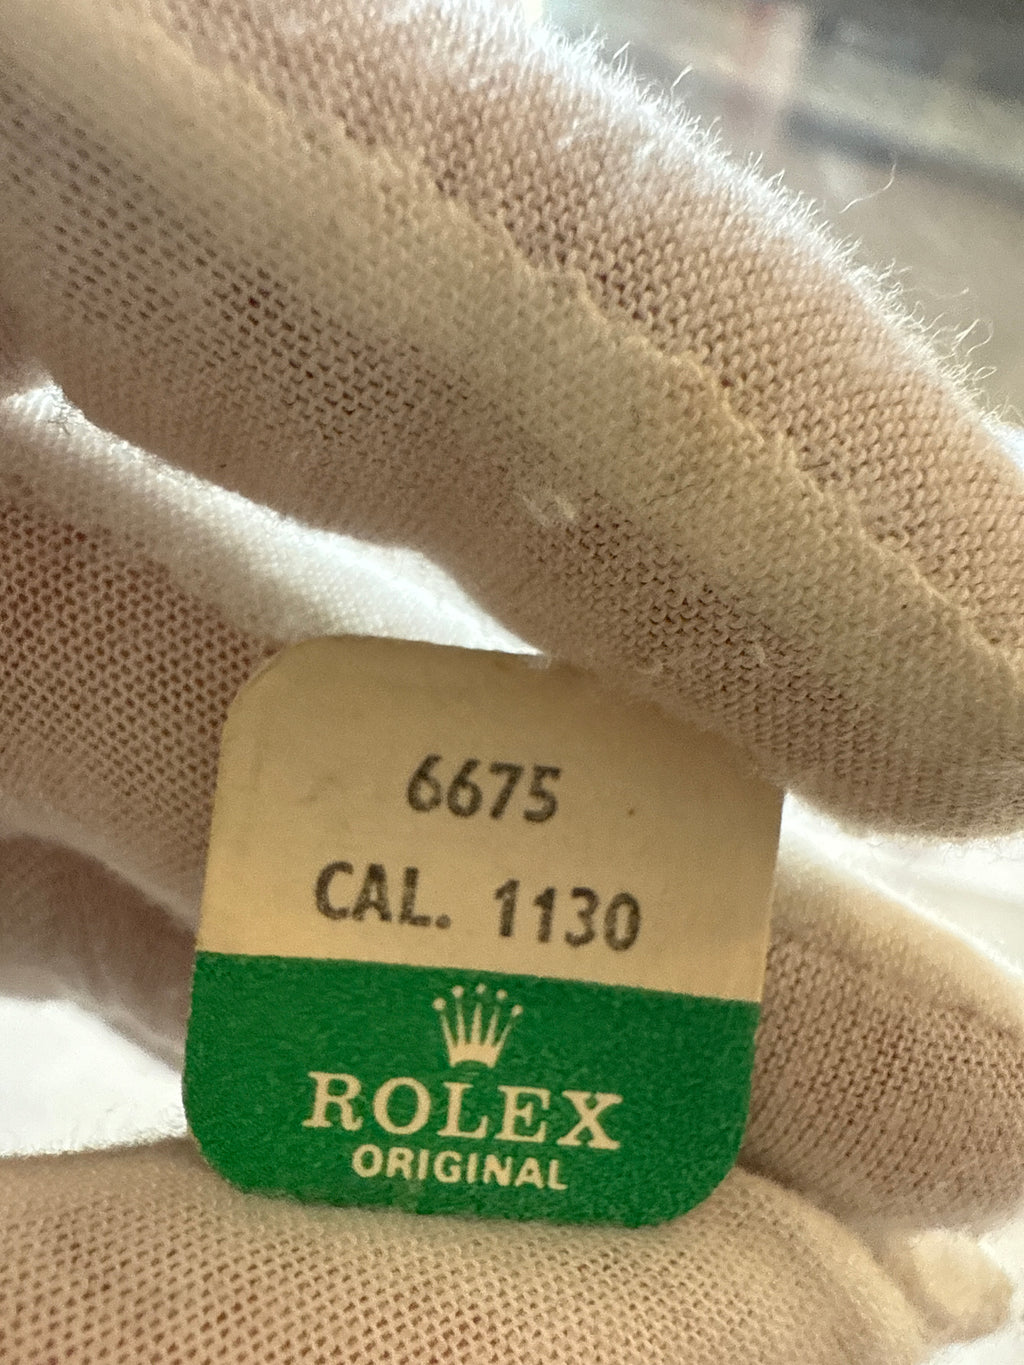 6675
CAL. 1130
ROLEX
ORIGINAL